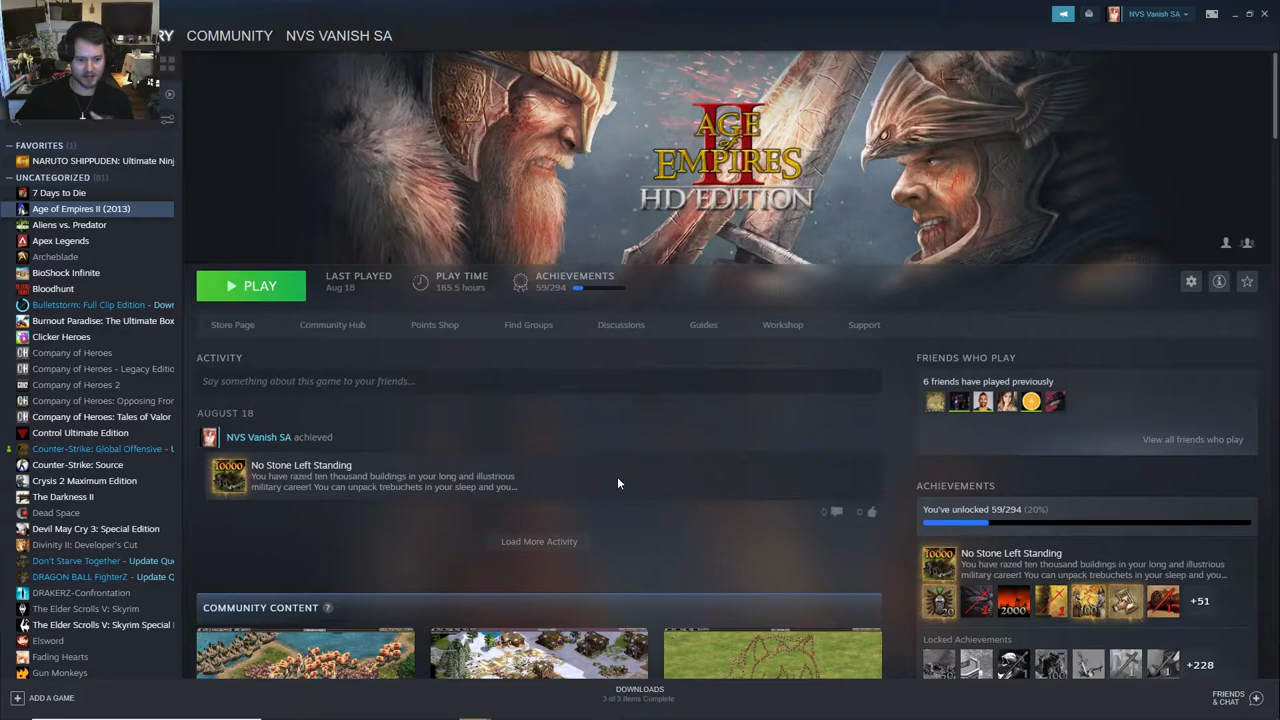 NVS Vanish SA
RY COMMUNITY NVS VANISH SA
FAVORITES (1)
NARUTO SHIPPUDEN: Ultimate Ninj
UNCATEGORIZED (81)
7 Days to Die
Age of Empires II (2013)
Aliens vs. Predator
Apex Legends
Archeblade
BioShock Infinite
Bloodhunt
Bulletstorm: Full Clip Edition - Down
Burnout Paradise: The Ultimate Box
Clicker Heroes
Company of Heroes
Company of Heroes - Legacy Editio
Company of Heroes 2
Company of Heroes: Opposing Fron
Company of Heroes: Tales of Valor
Control Ultimate Edition
Counter-Strike: Global Offensive - U
Counter-Strike: Source
Crysis 2 Maximum Edition
The Darkness II
Dead Space
Devil May Cry 3: Special Edition
Divinity II: Developer's Cut
Don't Starve Together - Update Qu
DRAGON BALL FighterZ - Update Q
DRAKERZ-Confrontation
The Elder Scrolls V: Skyrim
The Elder Scrolls V: Skyrim Special
Elsword
Fading Hearts
Gun Monkeys
ADD A GAME
AGE
of
EMPIRES
II
HD EDITION
PLAY
LAST PLAYED
Aug 18
PLAY TIME
165.5 hours
ACHIEVEMENTS
59/294
Store Page Community Hub Points Shop Find Groups Discussions Guides Workshop Support
ACTIVITY
Say something about this game to your friends...
AUGUST 18
NVS Vanish SA achieved
10000
No Stone Left Standing
You have razed ten thousand buildings in your long and illustrious
military career! You can unpack trebuchets in your sleep and you...
0 0
Load More Activity
COMMUNITY CONTENT ?
FRIENDS WHO PLAY
6 friends have played previously
View all friends who play
ACHIEVEMENTS
You've unlocked 59/294 (20%)
10000
No Stone Left Standing
You have razed ten thousand buildings in your long and illustrious
military career! You can unpack trebuchets in your sleep and you...
20 2000 100 +51
Locked Achievements
+228
DOWNLOADS
3 of 3 Items Complete
FRIENDS
& CHAT